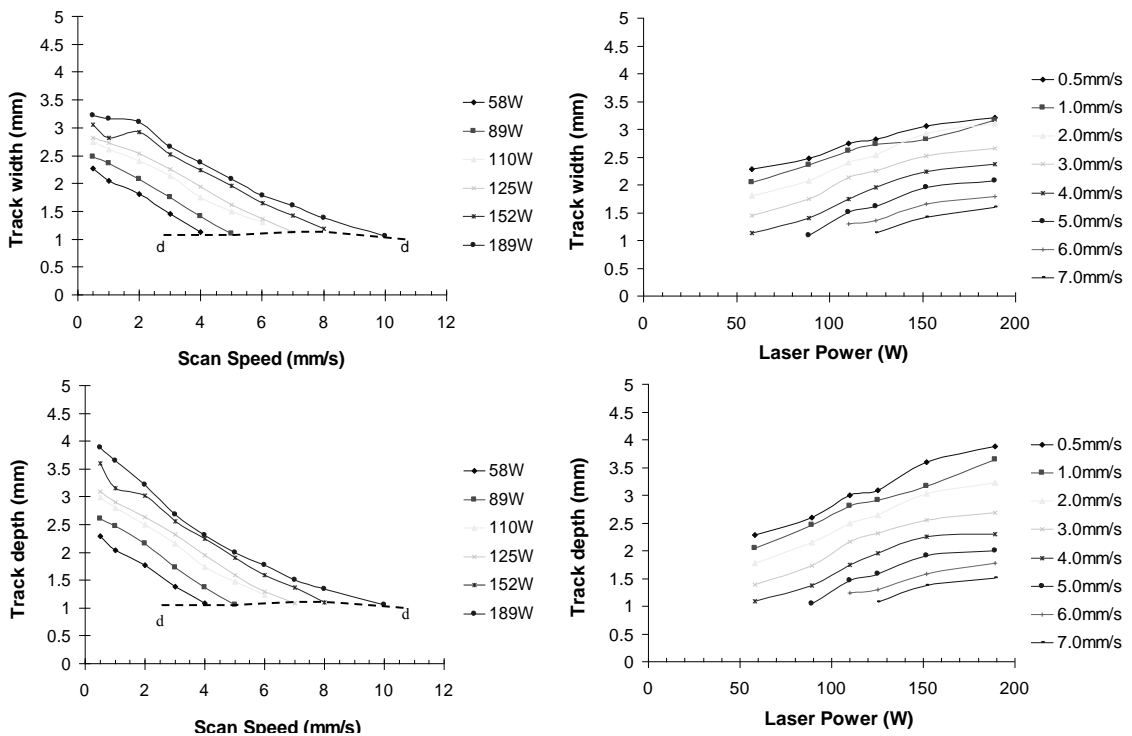 5
4.5
4
3.5
3
2.5
2
1.5
1
0.5
0
Track width (mm)
0 2 4 6 8 10 12
Scan Speed (mm/s)
d d
58W
89W
110W
125W
152W
189W
5
4.5
4
3.5
3
2.5
2
1.5
1
0.5
0
Track width (mm)
0 50 100 150 200
Laser Power (W)
0.5mm/s
1.0mm/s
2.0mm/s
3.0mm/s
4.0mm/s
5.0mm/s
6.0mm/s
7.0mm/s
5
4.5
4
3.5
3
2.5
2
1.5
1
0.5
0
Track depth (mm)
0 2 4 6 8 10 12
Scan Speed (mm/s)
d d
58W
89W
110W
125W
152W
189W
5
4.5
4
3.5
3
2.5
2
1.5
1
0.5
0
Track depth (mm)
0 50 100 150 200
Laser Power (W)
0.5mm/s
1.0mm/s
2.0mm/s
3.0mm/s
4.0mm/s
5.0mm/s
6.0mm/s
7.0mm/s